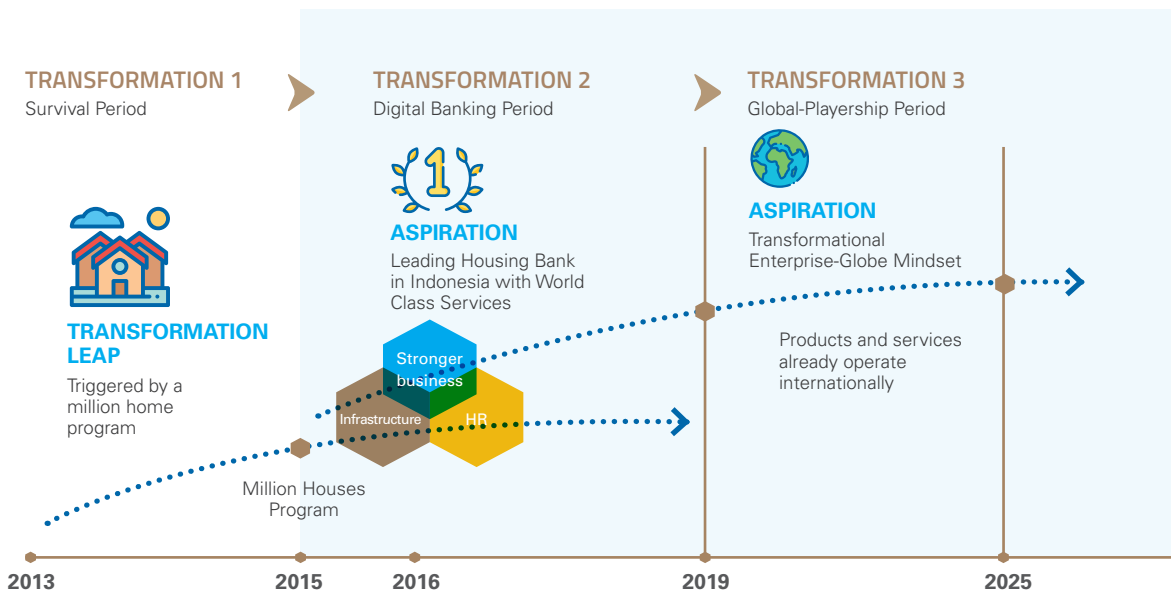 TRANSFORMATION 1
Survival Period
TRANSFORMATION 2
Digital Banking Period
TRANSFORMATION 3
Global-Playership Period
TRANSFORMATION
LEAP
Triggered by a
million home
program
1
ASPIRATION
Leading Housing Bank
in Indonesia with World
Class Services
Stronger
business
Infrastructure
HR
Million Houses
Program
ASPIRATION
Transformational
Enterprise-Globe Mindset
Products and services
already operate
internationally
2013
2015
2016
2019
2025